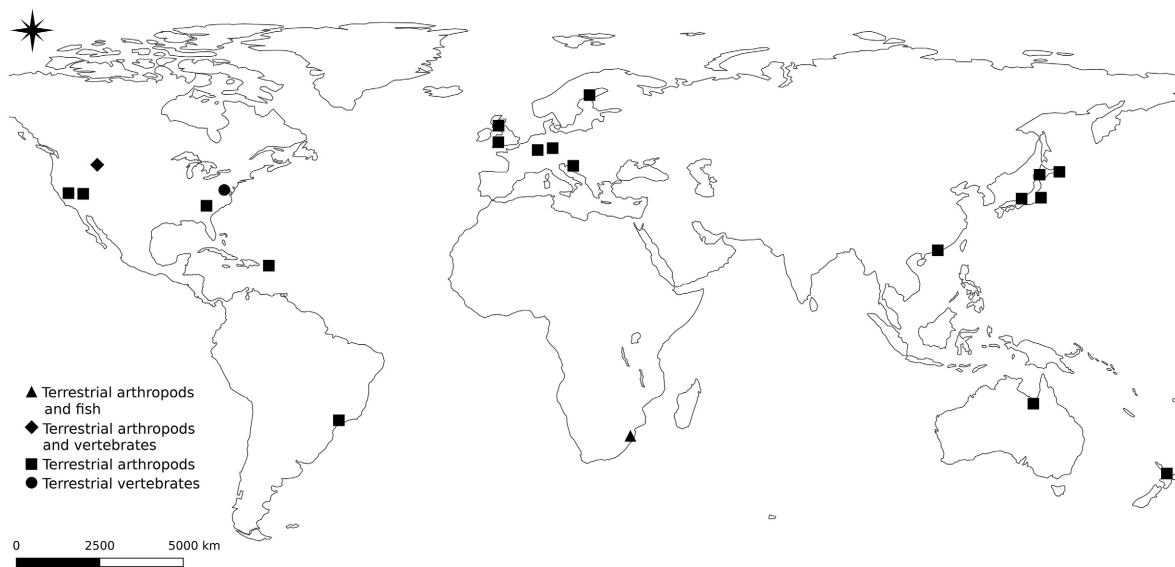 Terrestrial arthropods
and fish
Terrestrial arthropods
and vertebrates
Terrestrial arthropods
Terrestrial vertebrates
0 2500 5000 km